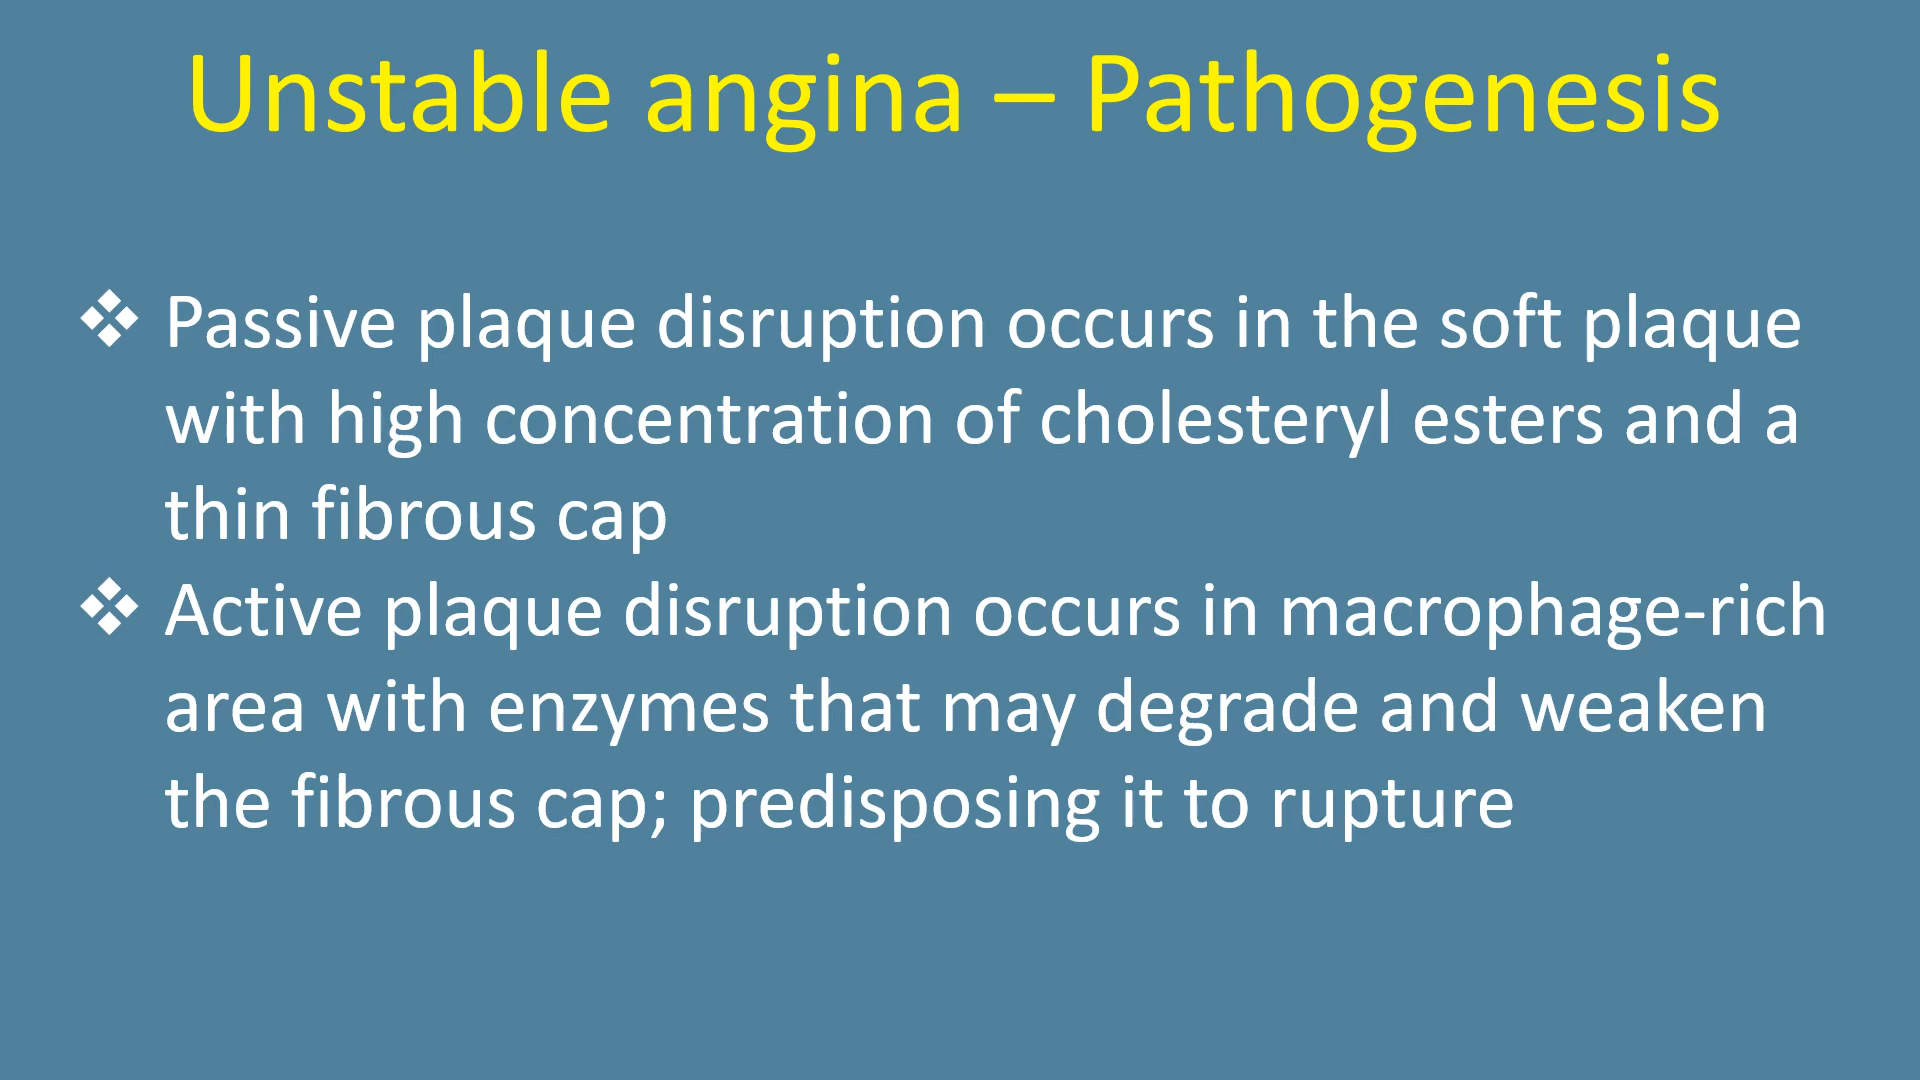 Unstable angina – Pathogenesis
❖ Passive plaque disruption occurs in the soft plaque
with high concentration of cholesteryl esters and a
thin fibrous cap
❖ Active plaque disruption occurs in macrophage-rich
area with enzymes that may degrade and weaken
the fibrous cap; predisposing it to rupture